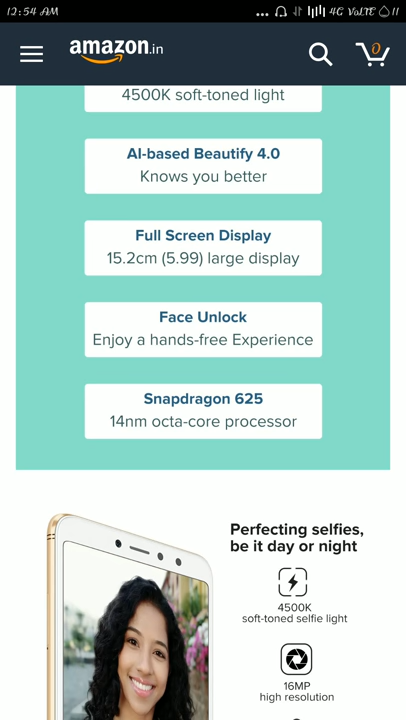 12:54 AM
... 4G VoLTE 11
amazon.in
0
4500K soft-toned light
AI-based Beautify 4.0
Knows you better
Full Screen Display
15.2cm (5.99) large display
Face Unlock
Enjoy a hands-free Experience
Snapdragon 625
14nm octa-core processor
Perfecting selfies,
be it day or night
4500K
soft-toned selfie light
16MP
high resolution